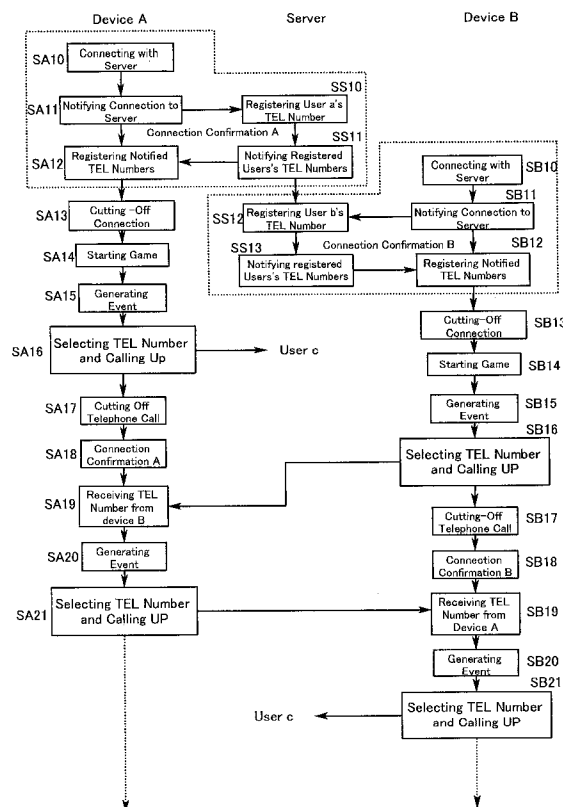 Device A
Server
Device B
SA10
Connecting with
Server
SS10
SA11
Notifying Connection to
Server
Registering User a's
TEL Number
Connection Confirmation A
SS11
SA12
Registering Notified
TEL Numbers
Notifying Registered
Users's TEL Numbers
Connecting with
Server
SB10
SB11
SA13
Cutting -Off
Connection
SS12
Registering User b's
TEL Number
Notifying Connection to
Server
SS13
Connection Confirmation B
SB12
SA14
Starting Game
Notifying registered
Users's TEL Numbers
Registering Notified
TEL Numbers
SA15
Generating
Event
Cutting-Off
Connection
SB13
SA16
Selecting TEL Number
and Calling Up
User c
Starting Game
SB14
SA17
Cutting Off
Telephone Call
Generating
Event
SB15
SB16
SA18
Connection
Confirmation A
Selecting TEL Number
and Calling UP
SA19
Receiving TEL
Number from
device B
Cutting-Off
Telephone Call
SB17
SA20
Generating
Event
Connection
Confirmation B
SB18
SA21
Selecting TEL Number
and Calling UP
Receiving TEL
Number from
Device A
SB19
Generating
Event
SB20
SB21
User c
Selecting TEL Number
and Calling UP